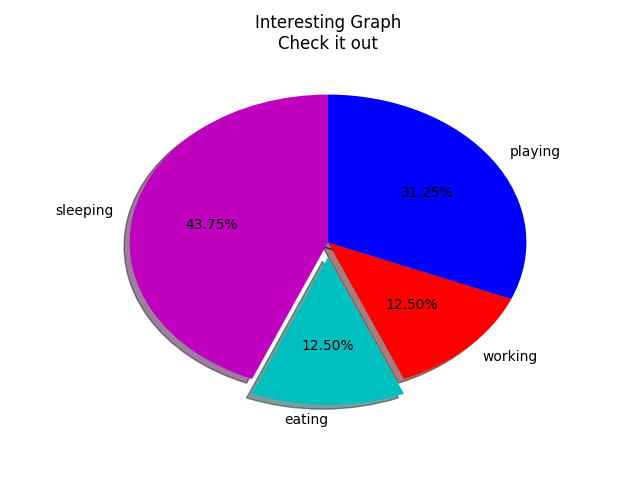 Interesting Graph
Check it out
playing
31.25%
sleeping
43.75%
12.50%
working
12.50%
eating